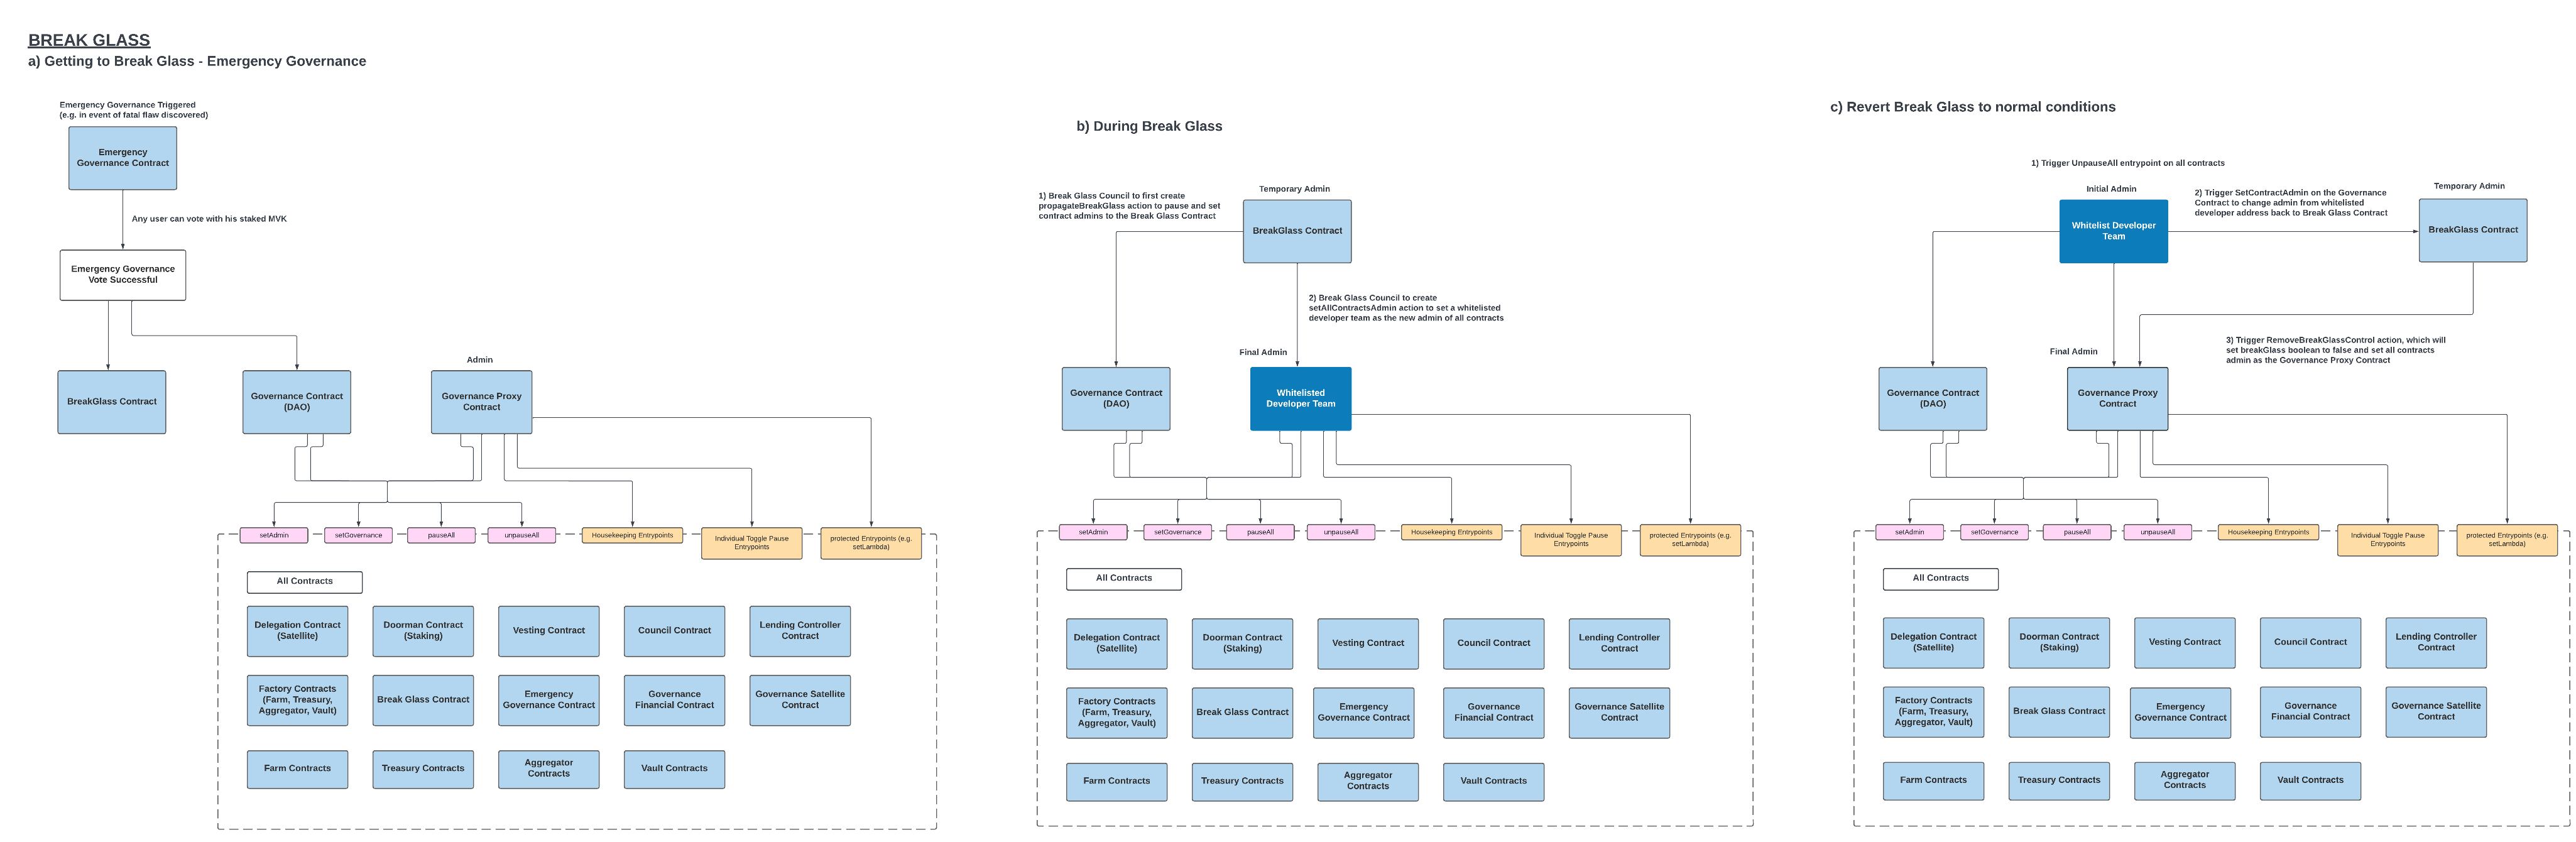 BREAK GLASS
a) Getting to Break Glass - Emergency Governance
Emergency Governance Triggered
(e.g. in event of fatal flaw discovered)
Emergency
Governance Contract
Any user can vote with his staked MVK
Emergency Governance
Vote Successful
BreakGlass Contract
Governance Contract
(DAO)
Admin
Governance Proxy
Contract
setAdmin
setGovernance
pauseAll
unpauseAll
Housekeeping Entrypoints
Individual Toggle Pause
Entrypoints
protected Entrypoints (e.g.
setLambda)
All Contracts
Delegation Contract
(Satellite)
Doorman Contract
(Staking)
Vesting Contract
Council Contract
Lending Controller
Contract
Factory Contracts
(Farm, Treasury,
Aggregator, Vault)
Break Glass Contract
Emergency
Governance Contract
Governance
Financial Contract
Governance Satellite
Contract
Farm Contracts
Treasury Contracts
Aggregator
Contracts
Vault Contracts
b) During Break Glass
1) Break Glass Council to first create
propagateBreakGlass action to pause and set
contract admins to the Break Glass Contract
Temporary Admin
BreakGlass Contract
2) Break Glass Council to create
setAllContractsAdmin action to set a whitelisted
developer team as the new admin of all contracts
Final Admin
Governance Contract
(DAO)
Whitelisted
Developer Team
setAdmin
setGovernance
pauseAll
unpauseAll
Housekeeping Entrypoints
Individual Toggle Pause
Entrypoints
protected Entrypoints (e.g.
setLambda)
All Contracts
Delegation Contract
(Satellite)
Doorman Contract
(Staking)
Vesting Contract
Council Contract
Lending Controller
Contract
Factory Contracts
(Farm, Treasury,
Aggregator, Vault)
Break Glass Contract
Emergency
Governance Contract
Governance
Financial Contract
Governance Satellite
Contract
Farm Contracts
Treasury Contracts
Aggregator
Contracts
Vault Contracts
c) Revert Break Glass to normal conditions
1) Trigger UnpauseAll entrypoint on all contracts
Initial Admin
Whitelist Developer
Team
2) Trigger SetContractAdmin on the Governance
Contract to change admin from whitelisted
developer address back to Break Glass Contract
Temporary Admin
BreakGlass Contract
3) Trigger RemoveBreakGlassControl action, which will
set breakGlass boolean to false and set all contracts
admin as the Governance Proxy Contract
Final Admin
Governance Contract
(DAO)
Governance Proxy
Contract
setAdmin
setGovernance
pauseAll
unpauseAll
Housekeeping Entrypoints
Individual Toggle Pause
Entrypoints
protected Entrypoints (e.g.
setLambda)
All Contracts
Delegation Contract
(Satellite)
Doorman Contract
(Staking)
Vesting Contract
Council Contract
Lending Controller
Contract
Factory Contracts
(Farm, Treasury,
Aggregator, Vault)
Break Glass Contract
Emergency
Governance Contract
Governance
Financial Contract
Governance Satellite
Contract
Farm Contracts
Treasury Contracts
Aggregator
Contracts
Vault Contracts